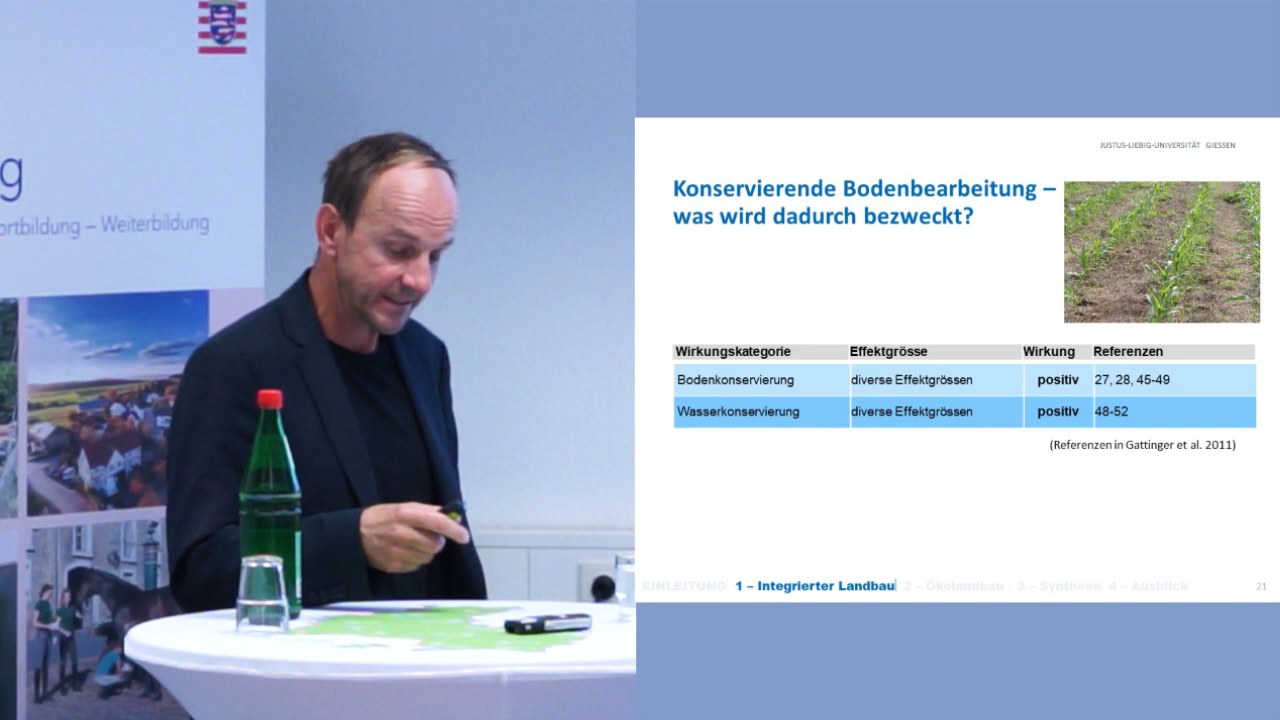 g
ortbildung – Weiterbildung
JUSTUS-LIEBIG-UNIVERSITÄT GIESSEN
Konservierende Bodenbearbeitung –
was wird dadurch bezweckt?
Wirkungskategorie Effektgrösse Wirkung Referenzen
Bodenkonservierung diverse Effektgrössen positiv 27, 28, 45-49
Wasserkonservierung diverse Effektgrössen positiv 48-52
(Referenzen in Gattinger et al. 2011)
EINLEITUNG| 1 – Integrierter Landbau| 2 – Ökolandbau | 3 – Synthese| 4 – Ausblick|
21